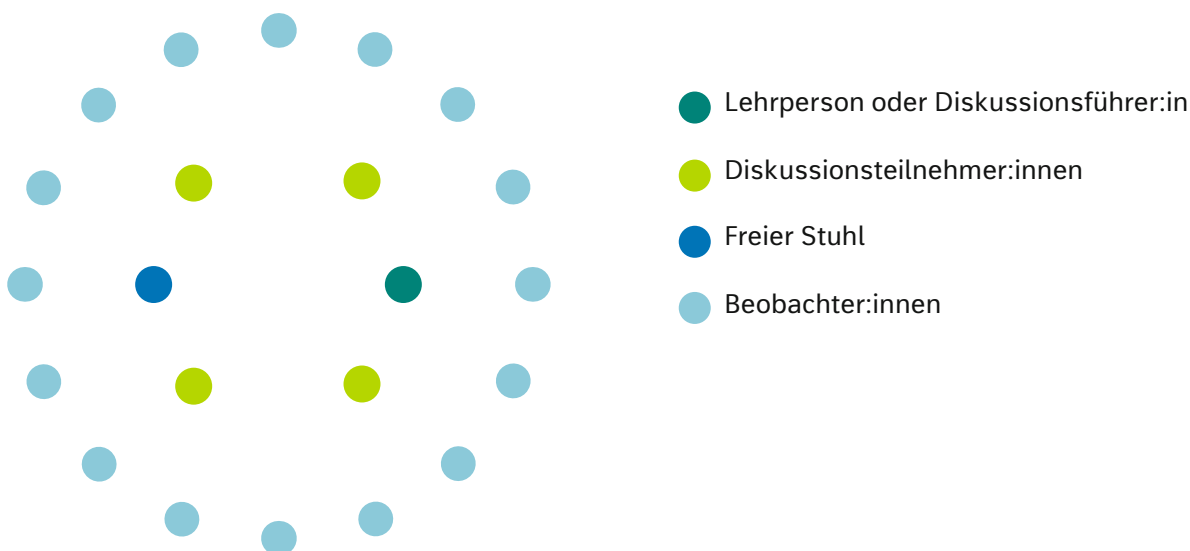 Lehrperson oder Diskussionsführer:in
Diskussionsteilnehmer:innen
Freier Stuhl
Beobachter:innen